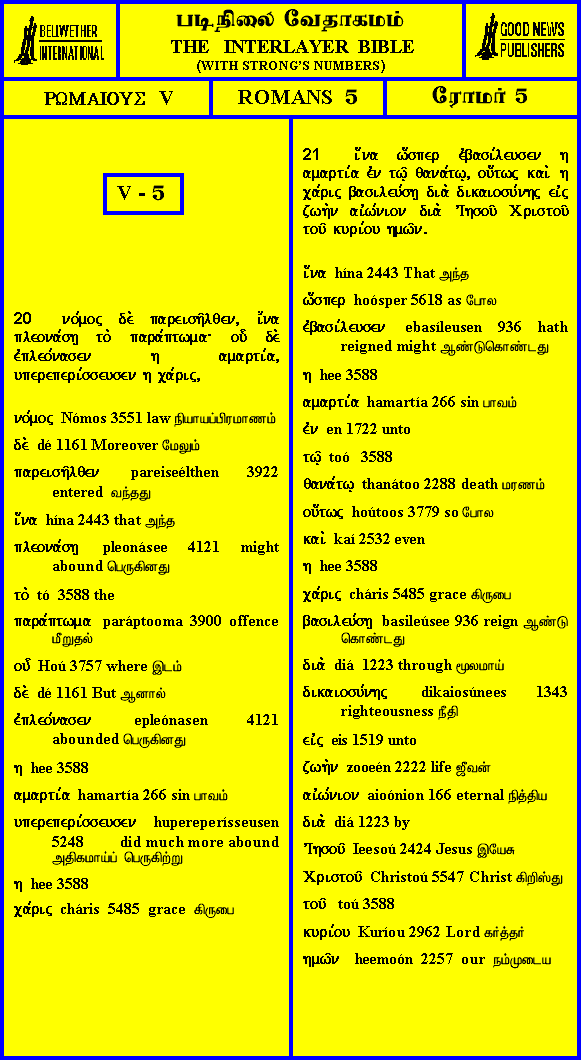 BELLWETHER
INTERNATIONAL
படிநிலை வேதாகமம்
THE INTERLAYER BIBLE
(WITH STRONG'S NUMBERS)
GOOD NEWS
PUBLISHERS
ΡΩΜΑΙΟΥΣ V
ROMANS 5
ரோமர் 5
V - 5
20 νόμος δὲ παρεισῆλθεν, ἵνα
πλεονάσῃ τὸ παράπτωμα· οὗ δὲ
ἐπλεόνασεν η αμαρτία,
υπερεπερίσσευσεν η χάρις,
νόμος Nómos 3551 law நியாயப்பிரமாணம்
δὲ dé 1161 Moreover மேலும்
παρεισῆλθεν pareiseélthen 3922
entered வந்தது
ἵνα hína 2443 that அந்த
πλεονάσῃ pleonásee 4121 might
abound பெருகினது
τὸ tó 3588 the
παράπτωμα paráptooma 3900 offence
மீறுதல்
οὗ Hoú 3757 where இடம்
δὲ dé 1161 But ஆனால்
ἐπλεόνασεν epleónasen 4121
abounded பெருகினது
η hee 3588
αμαρτία hamartía 266 sin பாவம்
υπερεπερίσσευσεν hupereperísseusen
5248 did much more abound
அதிகமாய்ப் பெருகிற்று
η hee 3588
χάρις cháris 5485 grace கிருபை
21 ἵνα ὥσπερ ἐβασίλευσεν η
αμαρτία ἐν τῷ θανάτῳ, οὕτως καὶ η
χάρις βασιλεύσῃ διὰ δικαιοσύνης εἰς
ζωὴν αἰώνιον διὰ Ἰησοῦ Χριστοῦ
τοῦ κυρίου ημῶν.
ἵνα hína 2443 That அந்த
ὥσπερ hoósper 5618 as போல
ἐβασίλευσεν ebasíleusen 936 hath
reigned might ஆண்டுகொண்டது
η hee 3588
αμαρτία hamartía 266 sin பாவம்
ἐν en 1722 unto
τῷ toó 3588
θανάτῳ thanátoo 2288 death மரணம்
οὕτως hoútoos 3779 so போல
καὶ kaí 2532 even
η hee 3588
χάρις cháris 5485 grace கிருபை
βασιλεύσῃ basileúsee 936 reign ஆண்டு
கொண்டது
διὰ diá 1223 through மூலமாய்
δικαιοσύνης dikaiosúnees 1343
righteousness நீதி
εἰς eis 1519 unto
ζωὴν zooeén 2222 life ஜீவன்
αἰώνιον aioónion 166 eternal நித்திய
διὰ diá 1223 by
Ἰησοῦ Ieesoú 2424 Jesus இயேசு
Χριστοῦ Christoú 5547 Christ கிறிஸ்து
τοῦ toú 3588
κυρίου Kuríou 2962 Lord கர்த்தர்
ημῶν heemoón 2257 our நம்முடைய